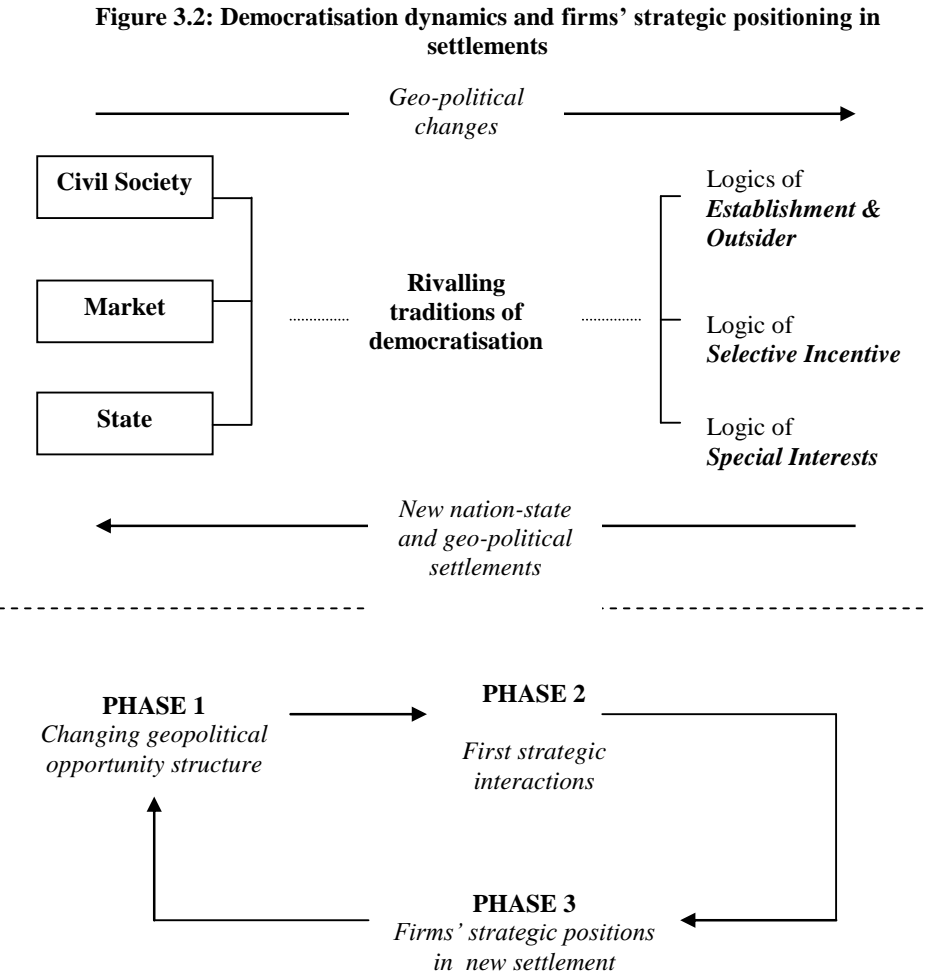 Figure 3.2: Democratisation dynamics and firms’ strategic positioning in
settlements
Geo-political
changes
Civil Society
Market
State
Rivalling
traditions of
democratisation
Logics of
Establishment &
Outsider
Logic of
Selective Incentive
Logic of
Special Interests
New nation-state
and geo-political
settlements
PHASE 1
Changing geopolitical
opportunity structure
PHASE 2
First strategic
interactions
PHASE 3
Firms’ strategic positions
in new settlement